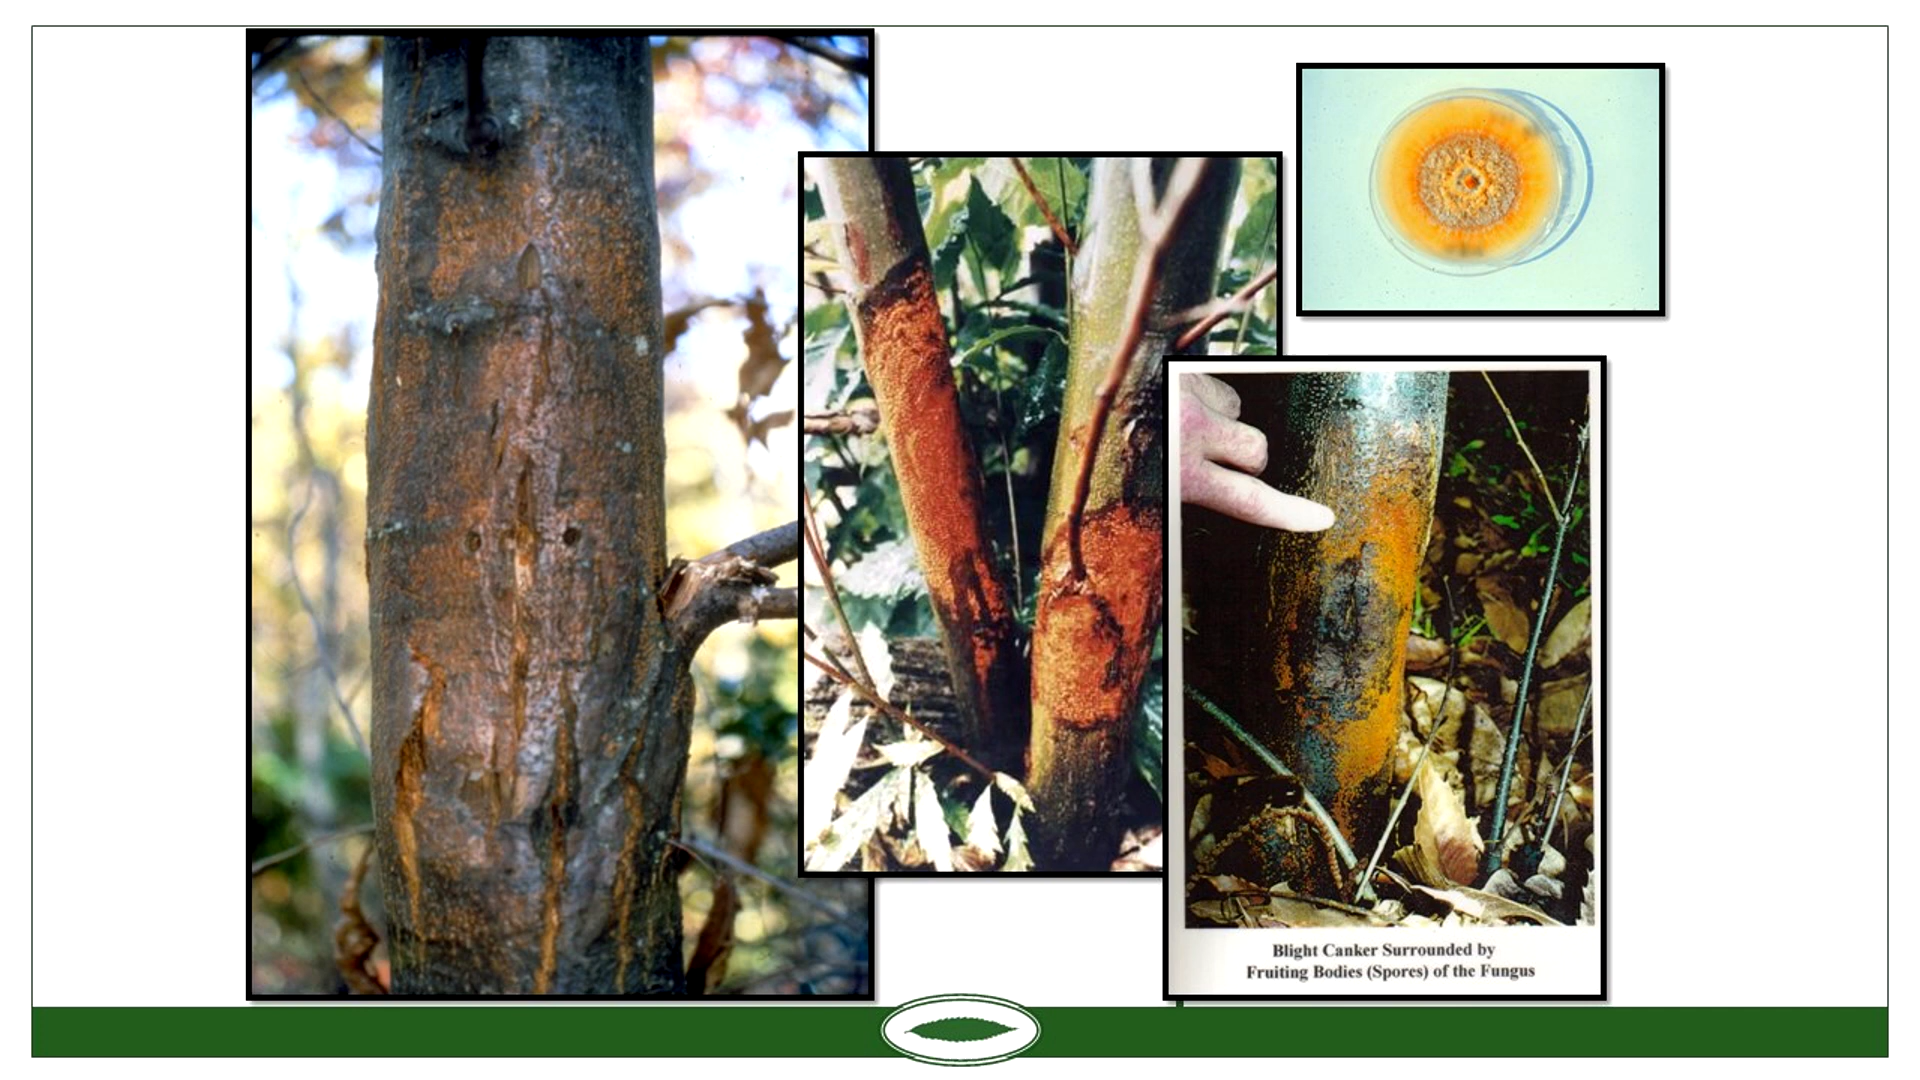 Blight Canker Surrounded by
Fruiting Bodies (Spores) of the Fungus